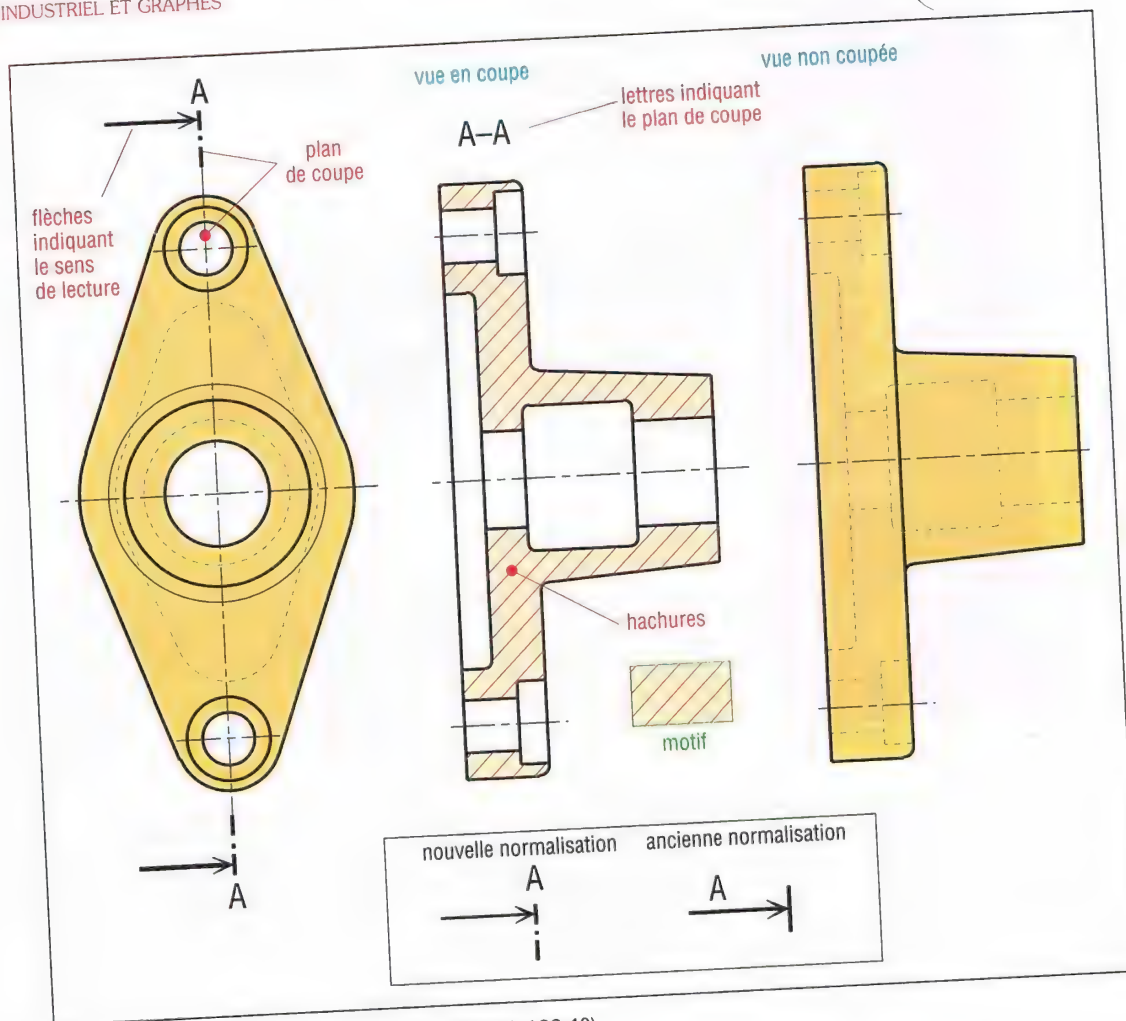 INDUSTRIEL ET GRAPHES
vue en coupe
vue non coupée
A
A–A
lettres indiquant
le plan de coupe
plan
de coupe
flèches
indiquant
le sens
de lecture
hachures
motif
A
nouvelle normalisation
ancienne normalisation
A
A